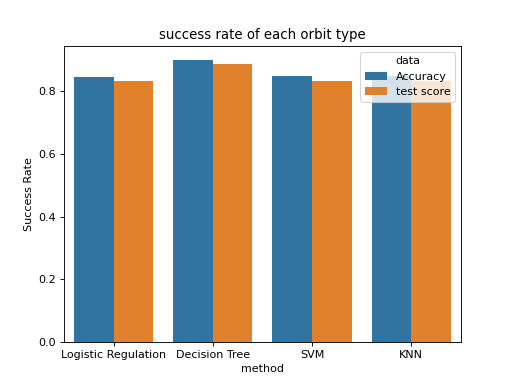 success rate of each orbit type
data
Accuracy
test score
Success Rate
0.8
0.6
0.4
0.2
0.0
Logistic Regulation Decision Tree SVM KNN
method